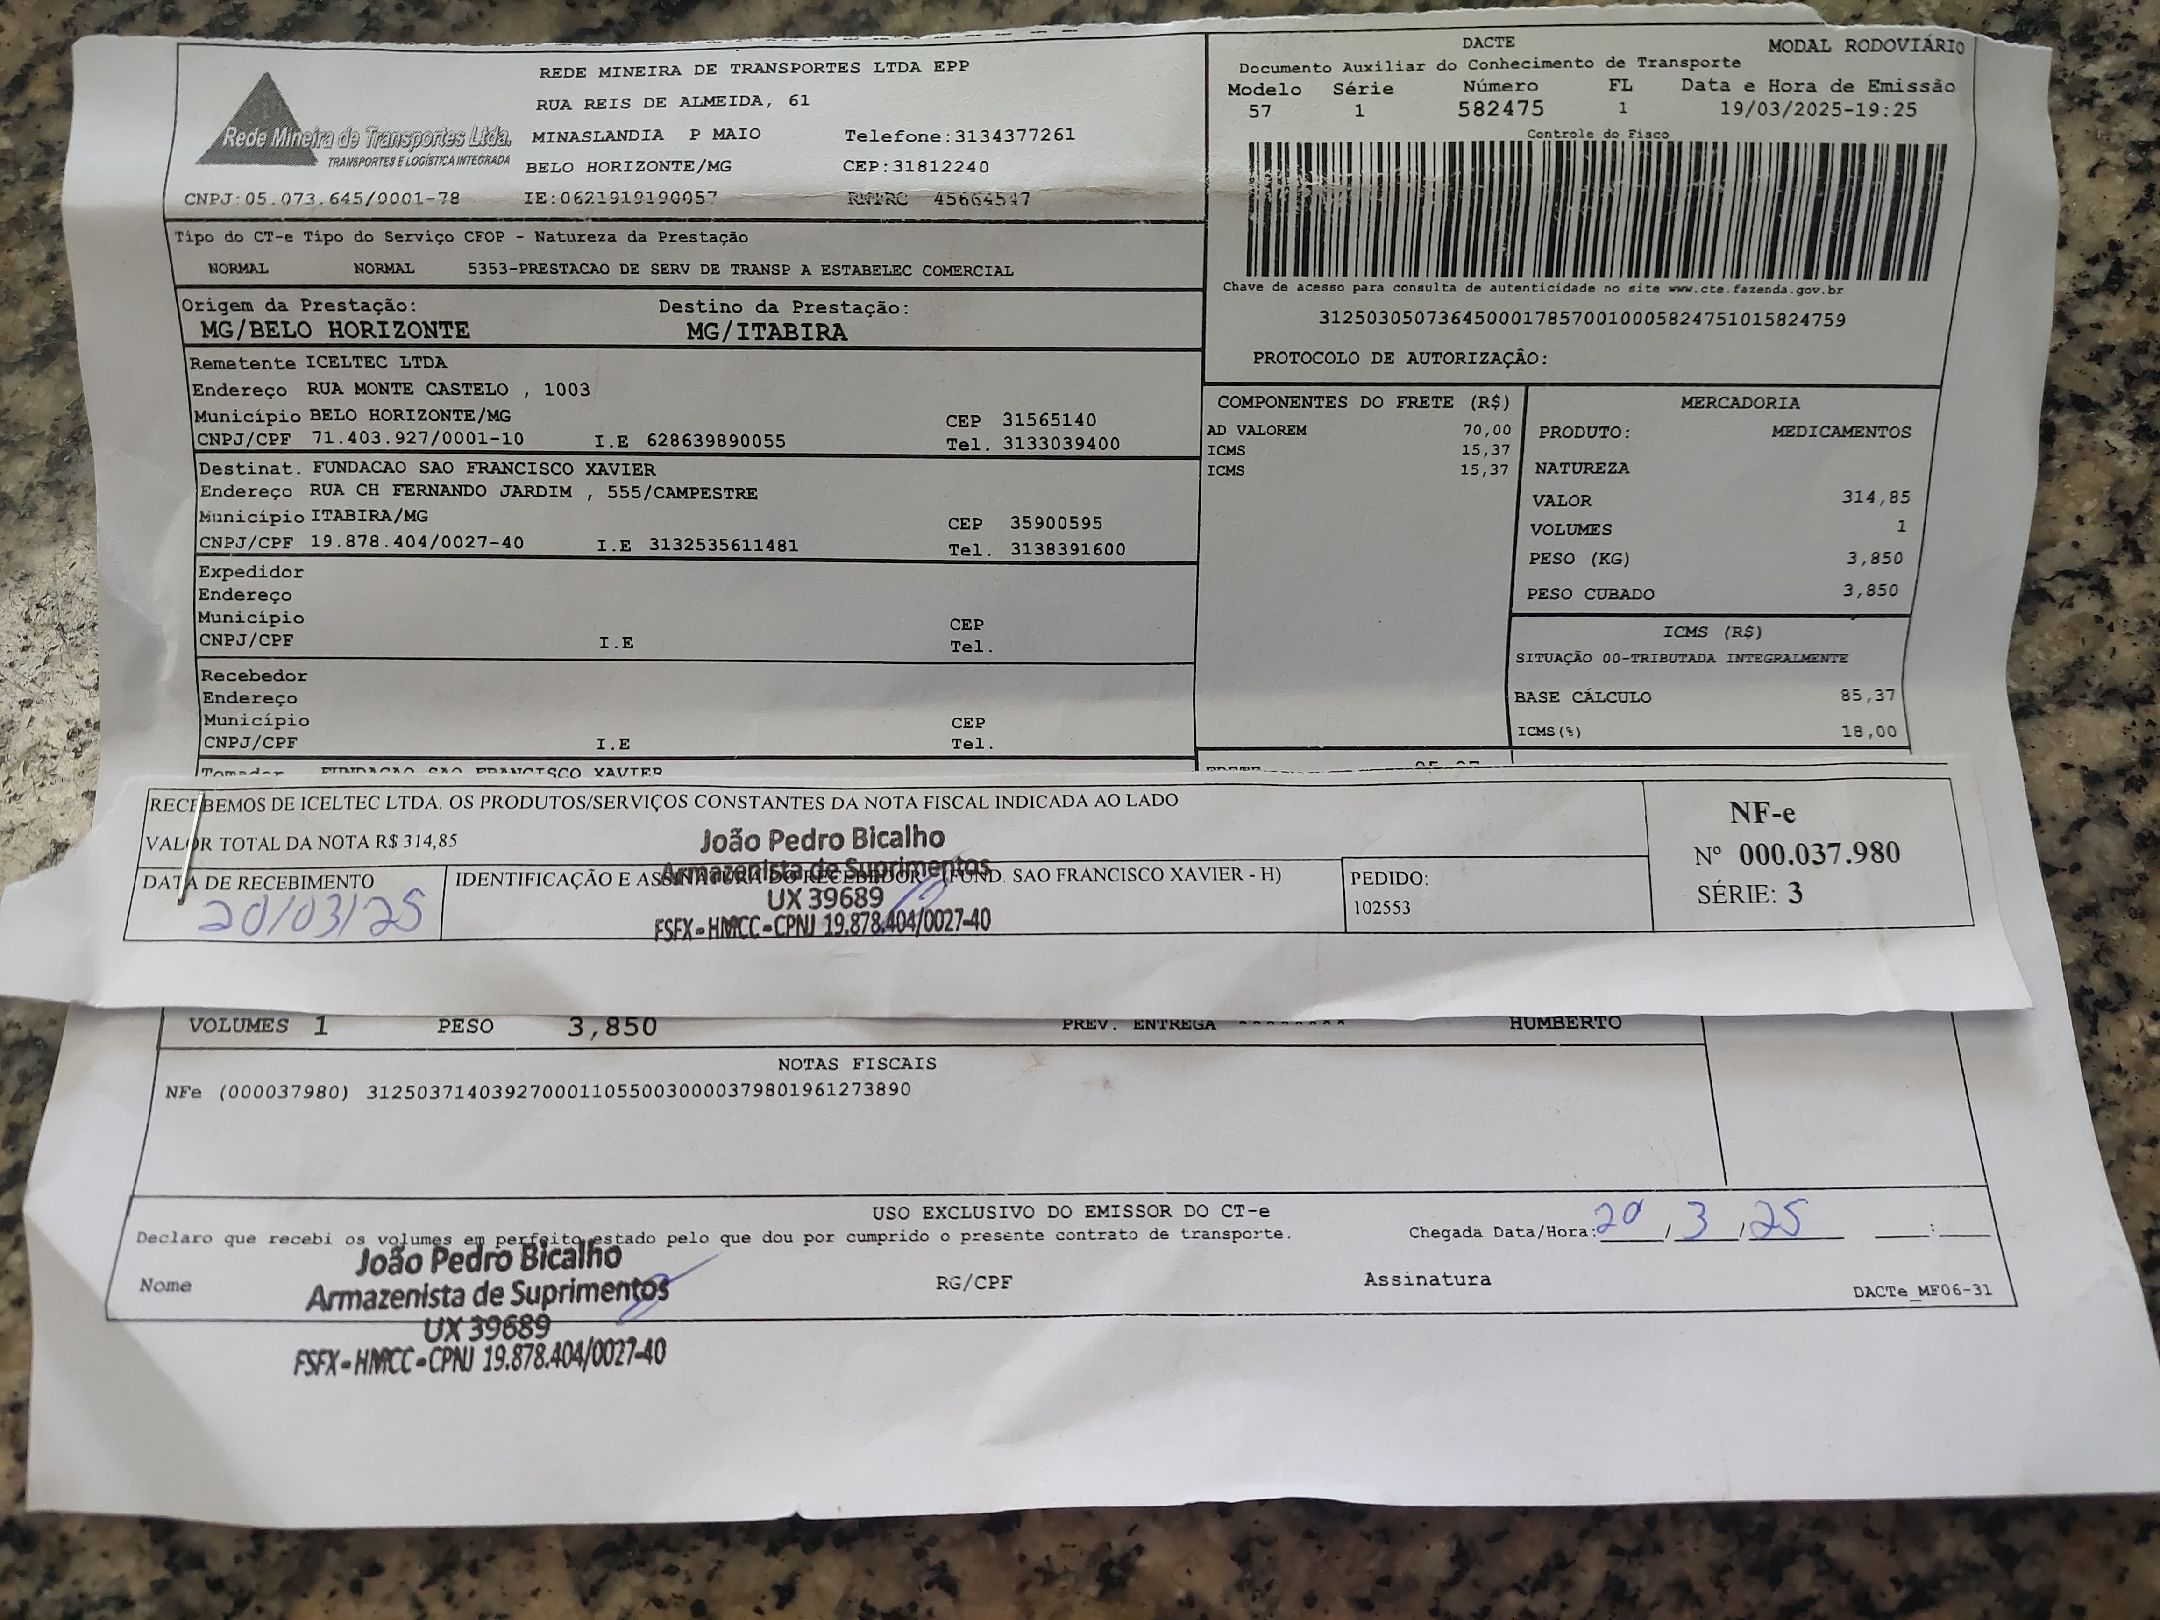 Rede Mineira de Transportes Ltda.
TRANSPORTES E LOGÍSTICA INTEGRADA
REDE MINEIRA DE TRANSPORTES LTDA EPP
RUA REIS DE ALMEIDA, 61
MINASLANDIA P MAIO Telefone:3134377261
BELO HORIZONTE/MG CEP:31812240
CNPJ:05.073.645/0001-78 IE:0621919190057 RNTRC 45664547
DACTE MODAL RODOVIÁRIO
Documento Auxiliar do Conhecimento de Transporte
Modelo Série Número FL Data e Hora de Emissão
57 1 582475 1 19/03/2025-19:25
Controle do Fisco
Chave de acesso para consulta de autenticidade no site www.cte.fazenda.gov.br
31250305073645000178570010005824751015824759
PROTOCOLO DE AUTORIZAÇÃO:
Tipo do CT-e Tipo do Serviço CFOP - Natureza da Prestação
NORMAL NORMAL 5353-PRESTACAO DE SERV DE TRANSP A ESTABELEC COMERCIAL
Origem da Prestação: Destino da Prestação:
MG/BELO HORIZONTE MG/ITABIRA
Remetente ICELTEC LTDA
Endereço RUA MONTE CASTELO , 1003
Município BELO HORIZONTE/MG CEP 31565140
CNPJ/CPF 71.403.927/0001-10 I.E 628639890055 Tel. 3133039400
Destinat. FUNDACAO SAO FRANCISCO XAVIER
Endereço RUA CH FERNANDO JARDIM , 555/CAMPESTRE
Município ITABIRA/MG CEP 35900595
CNPJ/CPF 19.878.404/0027-40 I.E 3132535611481 Tel. 3138391600
Expedidor
Endereço
Município CEP
CNPJ/CPF I.E Tel.
Recebedor
Endereço
Município CEP
CNPJ/CPF I.E Tel.
Tomador FUNDACAO SAO FRANCISCO XAVIER
COMPONENTES DO FRETE (R$)
AD VALOREM 70,00
ICMS 15,37
ICMS 15,37
MERCADORIA
PRODUTO: MEDICAMENTOS
NATUREZA
VALOR 314,85
VOLUMES 1
PESO (KG) 3,850
PESO CUBADO 3,850
ICMS (R$)
SITUAÇÃO 00-TRIBUTADA INTEGRALMENTE
BASE CÁLCULO 85,37
ICMS(%) 18,00
RECEBEMOS DE ICELTEC LTDA. OS PRODUTOS/SERVIÇOS CONSTANTES DA NOTA FISCAL INDICADA AO LADO
VALOR TOTAL DA NOTA R$ 314,85
DATA DE RECEBIMENTO
20/03/25
IDENTIFICAÇÃO E ASSINATURA DO RECEBEDOR (FUND. SAO FRANCISCO XAVIER - H)
João Pedro Bicalho
Armazenista de Suprimentos
UX 39689
FSFX - HMCC - CPNJ 19.878.404/0027-40
PEDIDO:
102553
NF-e
Nº 000.037.980
SÉRIE: 3
VOLUMES 1 PESO 3,850 PREV. ENTREGA HUMBERTO
NOTAS FISCAIS
NFe (000037980) 31250371403927000110550030000379801961273890
USO EXCLUSIVO DO EMISSOR DO CT-e
Declaro que recebi os volumes em perfeito estado pelo que dou por cumprido o presente contrato de transporte. Chegada Data/Hora: 20 / 3 / 25 :
Nome RG/CPF Assinatura
DACTe_MF06-31
João Pedro Bicalho
Armazenista de Suprimentos
UX 39689
FSFX - HMCC - CPNJ 19.878.404/0027-40